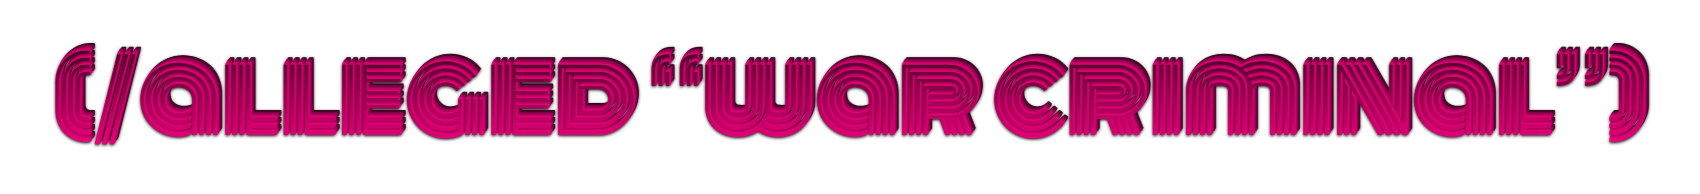 (/ALLEGED “WAR CRIMINAL”)